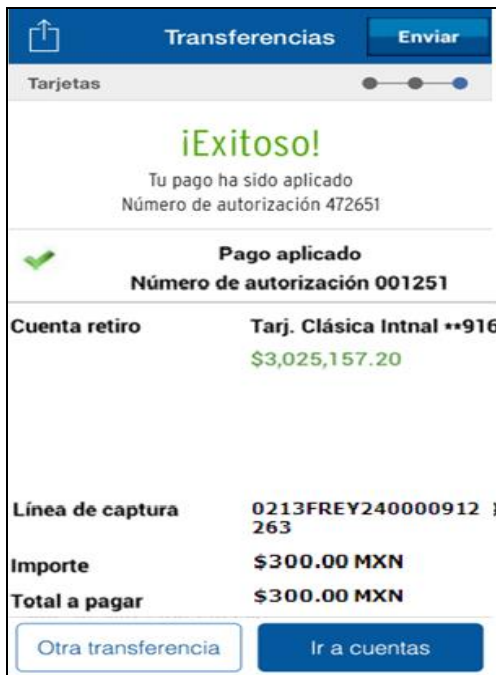 Transferencias Enviar
Tarjetas
¡Exitoso!
Tu pago ha sido aplicado
Número de autorización 472651
Pago aplicado
Número de autorización 001251
Cuenta retiro Tarj. Clásica Intnal **916
$3,025,157.20
Línea de captura 0213FREY240000912
263
Importe $300.00 MXN
Total a pagar $300.00 MXN
Otra transferencia Ir a cuentas